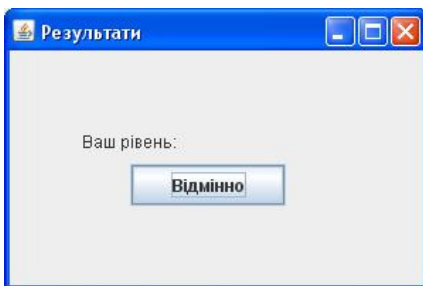 Результати
Ваш рівень:
Відмінно